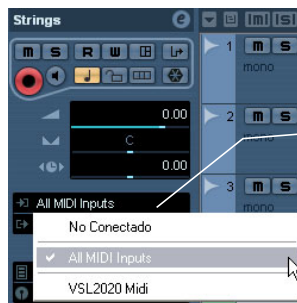 Strings e
M S R W
0.00
C
0.00
All MIDI Inputs
No Conectado
✓ All MIDI Inputs
VSL2020 Midi
m S
1 m S
mono
2 m S
mono
3 m S
mono